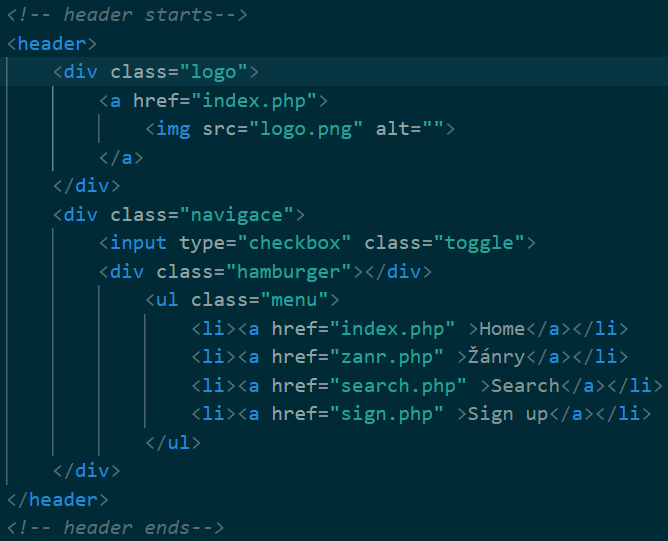 <!-- header starts-->
<header>
    <div class="logo">
        <a href="index.php">
            <img src="logo.png" alt="">
        </a>
    </div>
    <div class="navigace">
        <input type="checkbox" class="toggle">
        <div class="hamburger"></div>
            <ul class="menu">
                <li><a href="index.php" >Home</a></li>
                <li><a href="zanr.php" >Žánry</a></li>
                <li><a href="search.php" >Search</a></li>
                <li><a href="sign.php" >Sign up</a></li>
            </ul>
    </div>
</header>
<!-- header ends-->